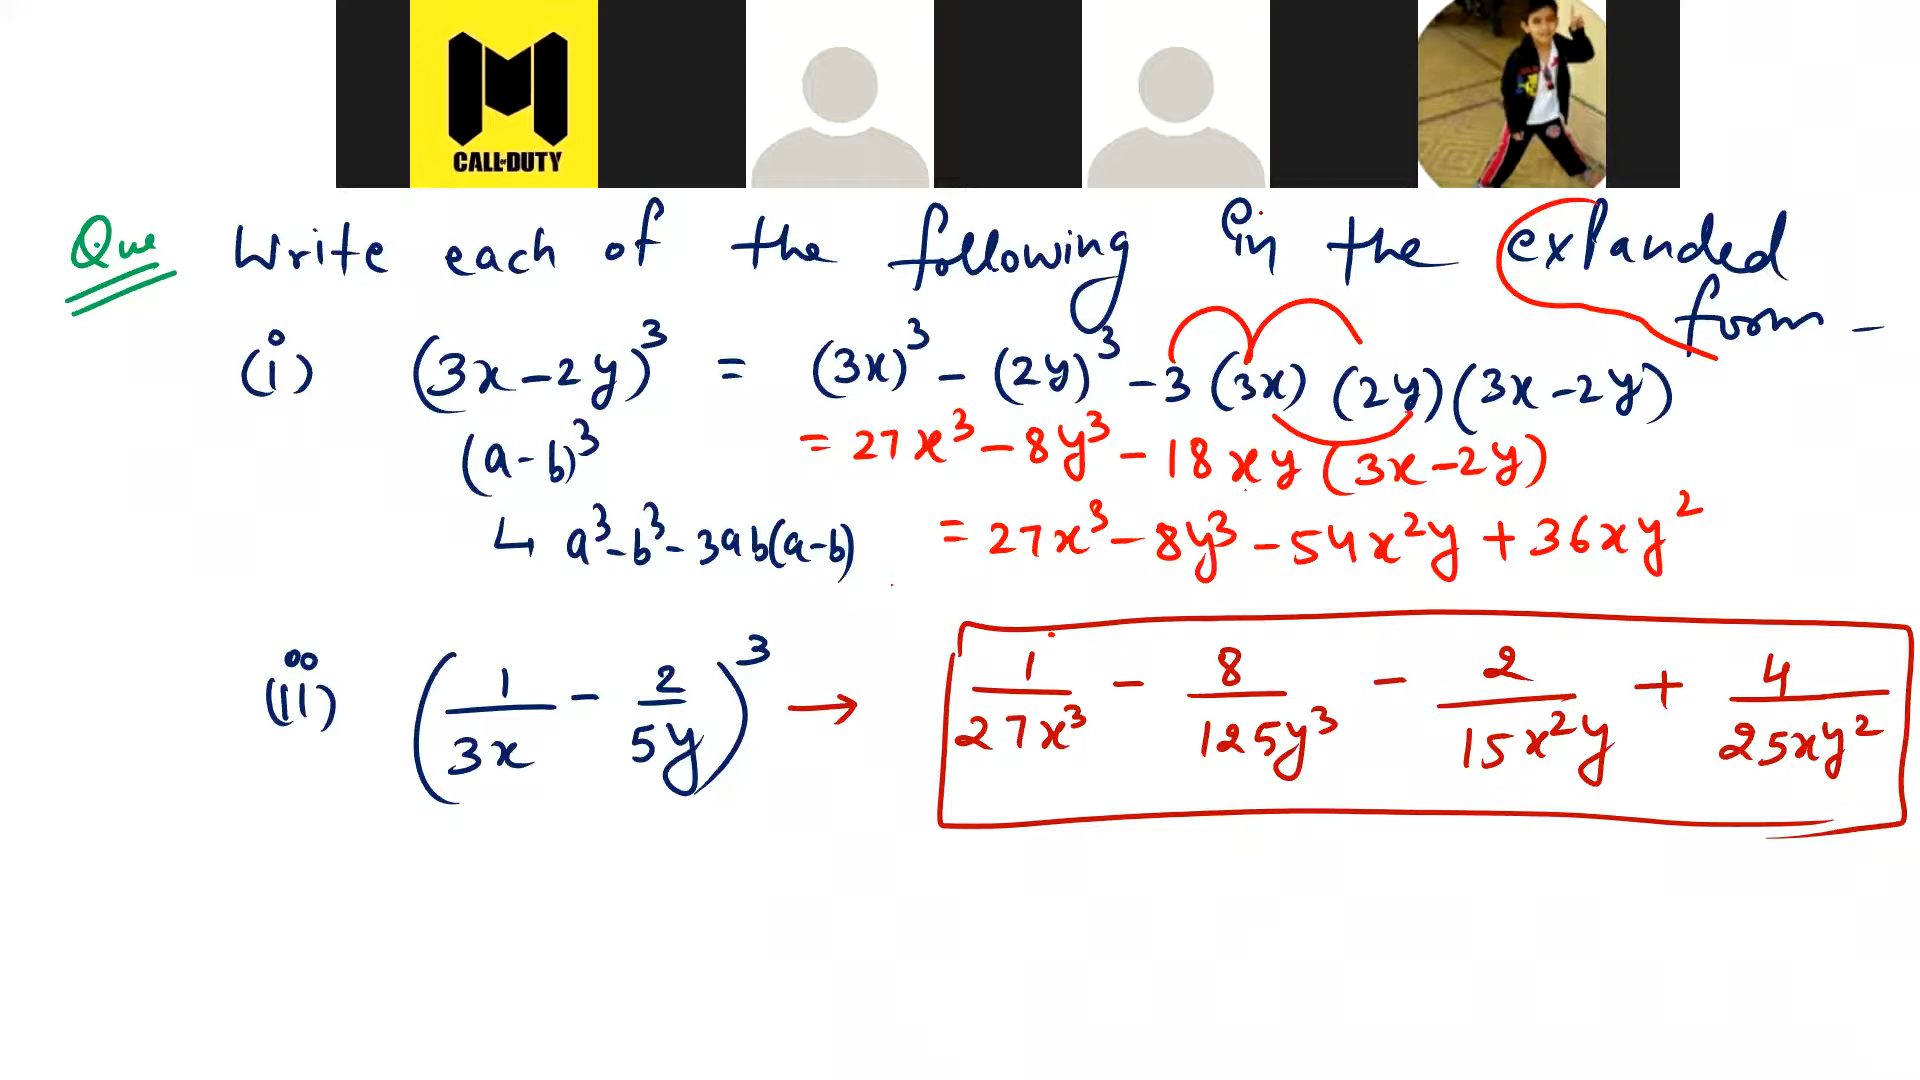 CALL OF DUTY
Que Write each of the following in the expanded
form -
(i) (3x-2y)³ = (3x)³ - (2y)³ - 3 (3x) (2y)(3x-2y)
(a-b)³ = 27x³ - 8y³ - 18xy (3x-2y)
↳ a³-b³-3ab(a-b) = 27x³ - 8y³ - 54x²y + 36xy²
(ii) (1/3x - 2/5y)³ → 1/27x³ - 8/125y³ - 2/15x²y + 4/25xy²